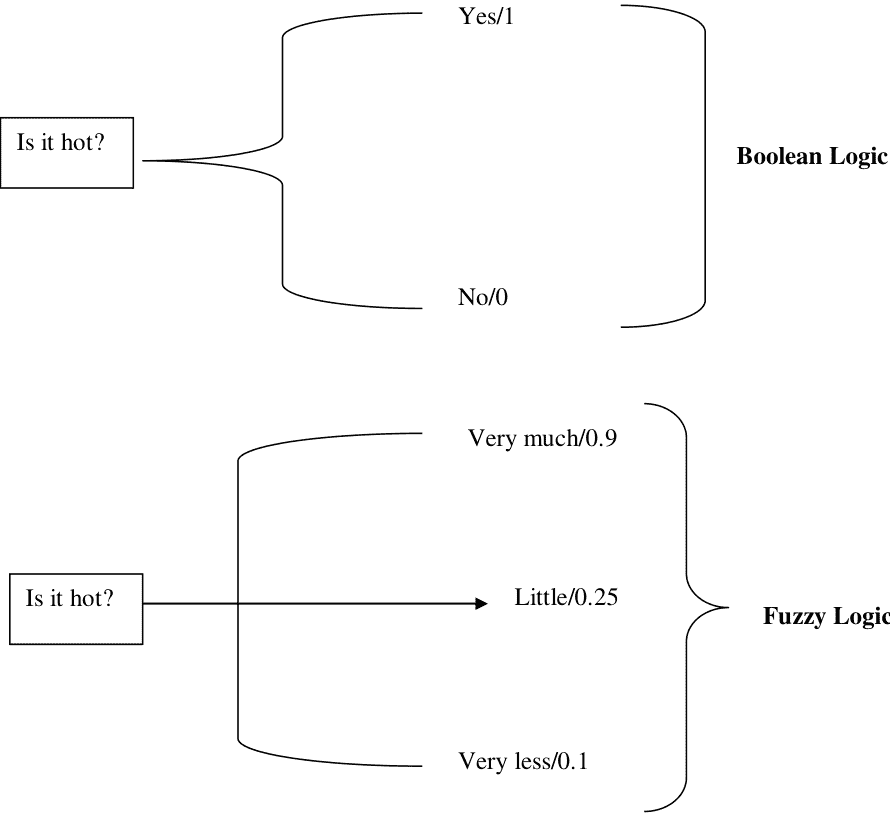 Yes/1
Is it hot?
Boolean Logic
No/0
Very much/0.9
Is it hot?
Little/0.25
Fuzzy Logic
Very less/0.1